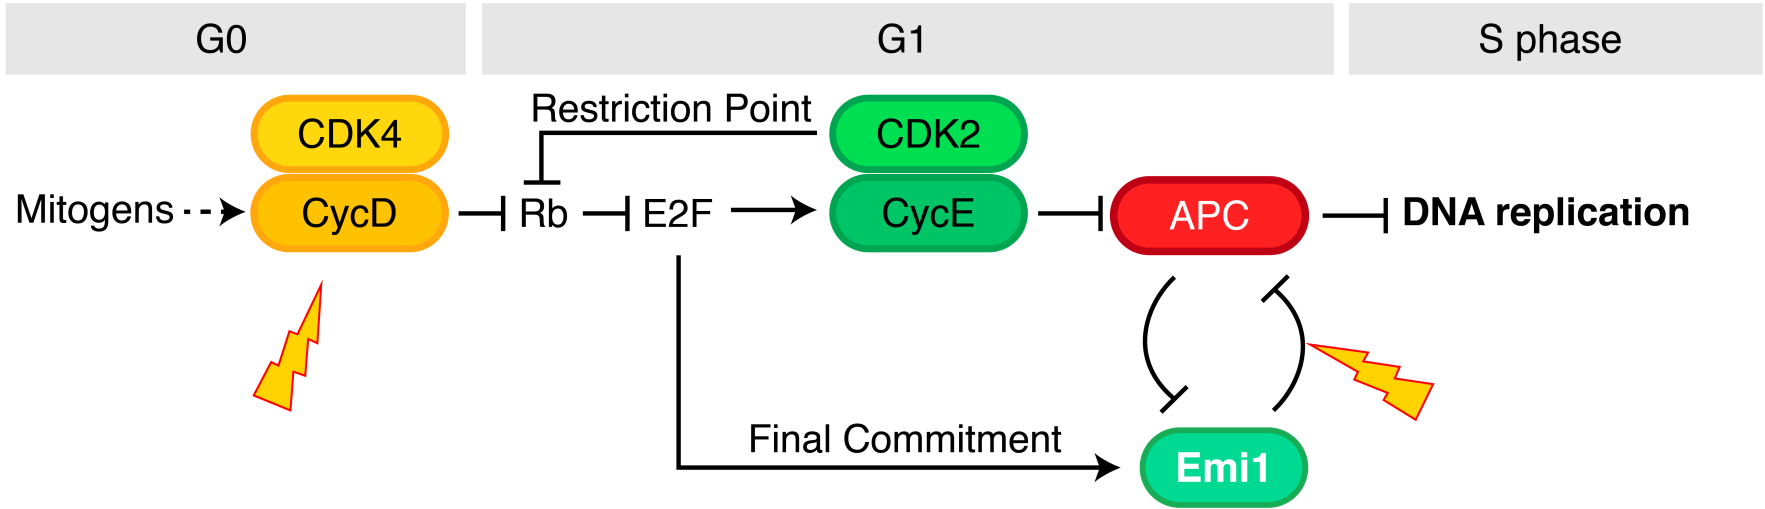 G0
G1
S phase
Restriction Point
CDK4
CDK2
Mitogens
CycD
Rb
E2F
CycE
APC
DNA replication
Final Commitment
Emi1